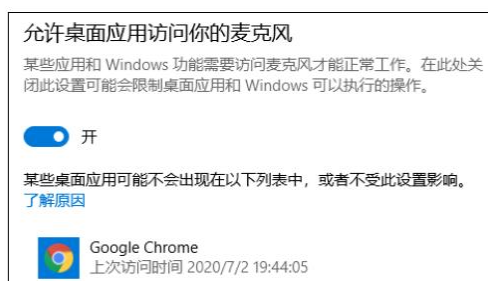 允许桌面应用访问你的麦克风
某些应用和 Windows 功能需要访问麦克风才能正常工作。在此处关
闭此设置可能会限制桌面应用和 Windows 可以执行的操作。
开
某些桌面应用可能不会出现在以下列表中，或者不受此设置影响。
了解原因
Google Chrome
上次访问时间 2020/7/2 19:44:05